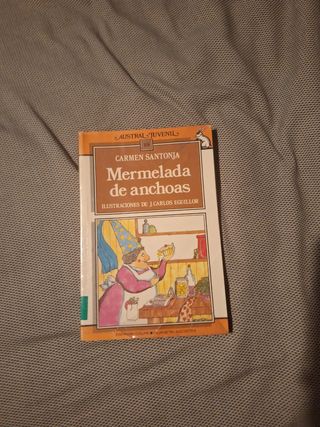 AUSTRAL JUVENIL
CARMEN SANTONJA
Mermelada
de anchoas
ILUSTRACIONES DE J. CARLOS EGUILLOR